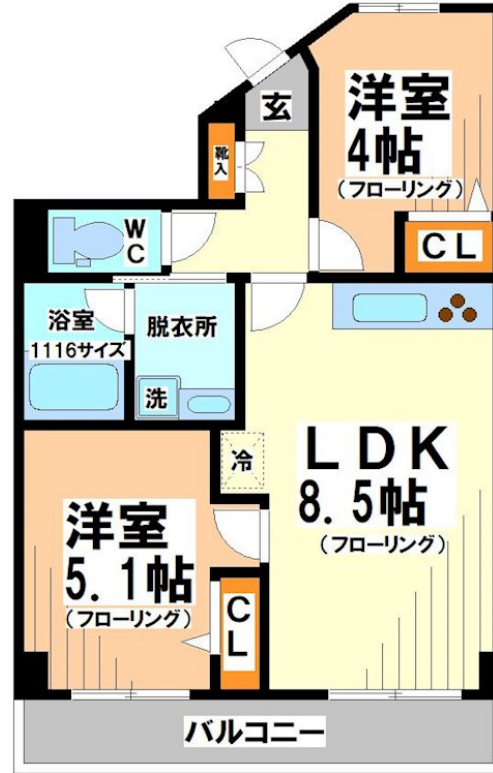 洋室
4帖
(フローリング)
玄
靴入
CL
WC
浴室
1116サイズ
脱衣所
洗
冷
LDK
8.5帖
(フローリング)
洋室
5.1帖
(フローリング)
CL
バルコニー